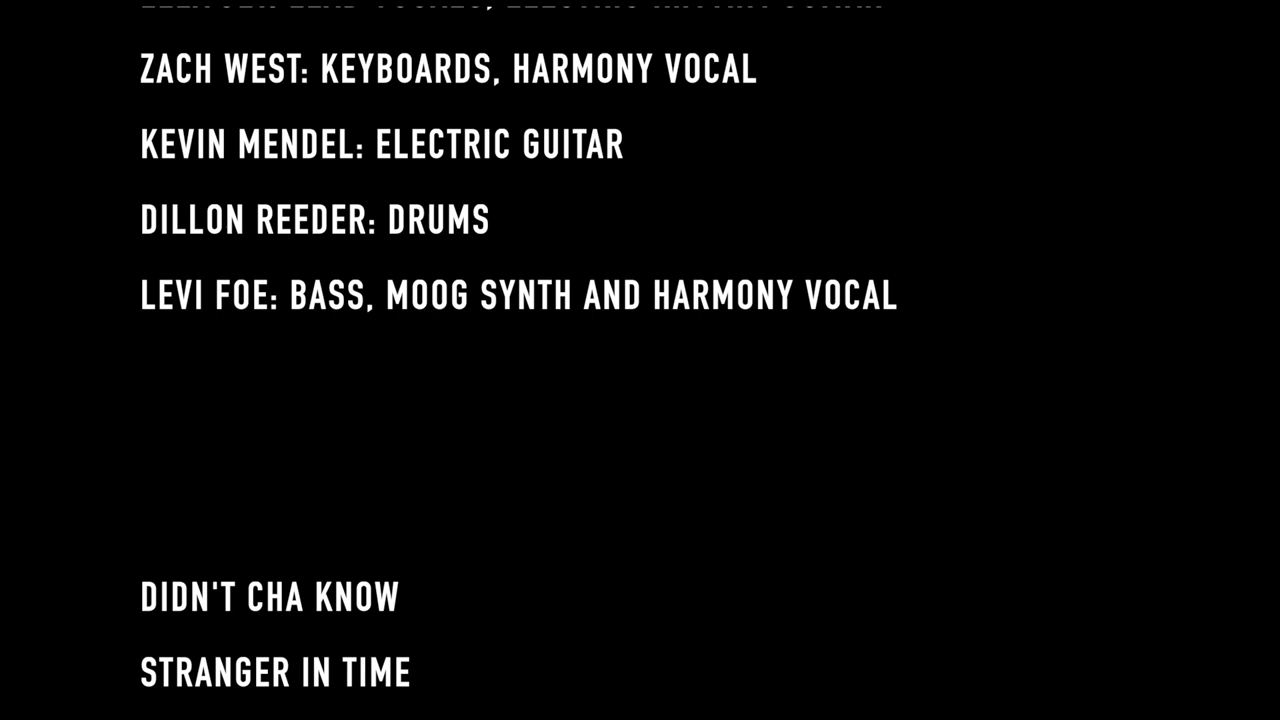 ZACH WEST: KEYBOARDS, HARMONY VOCAL
KEVIN MENDEL: ELECTRIC GUITAR
DILLON REEDER: DRUMS
LEVI FOE: BASS, MOOG SYNTH AND HARMONY VOCAL
DIDN'T CHA KNOW
STRANGER IN TIME